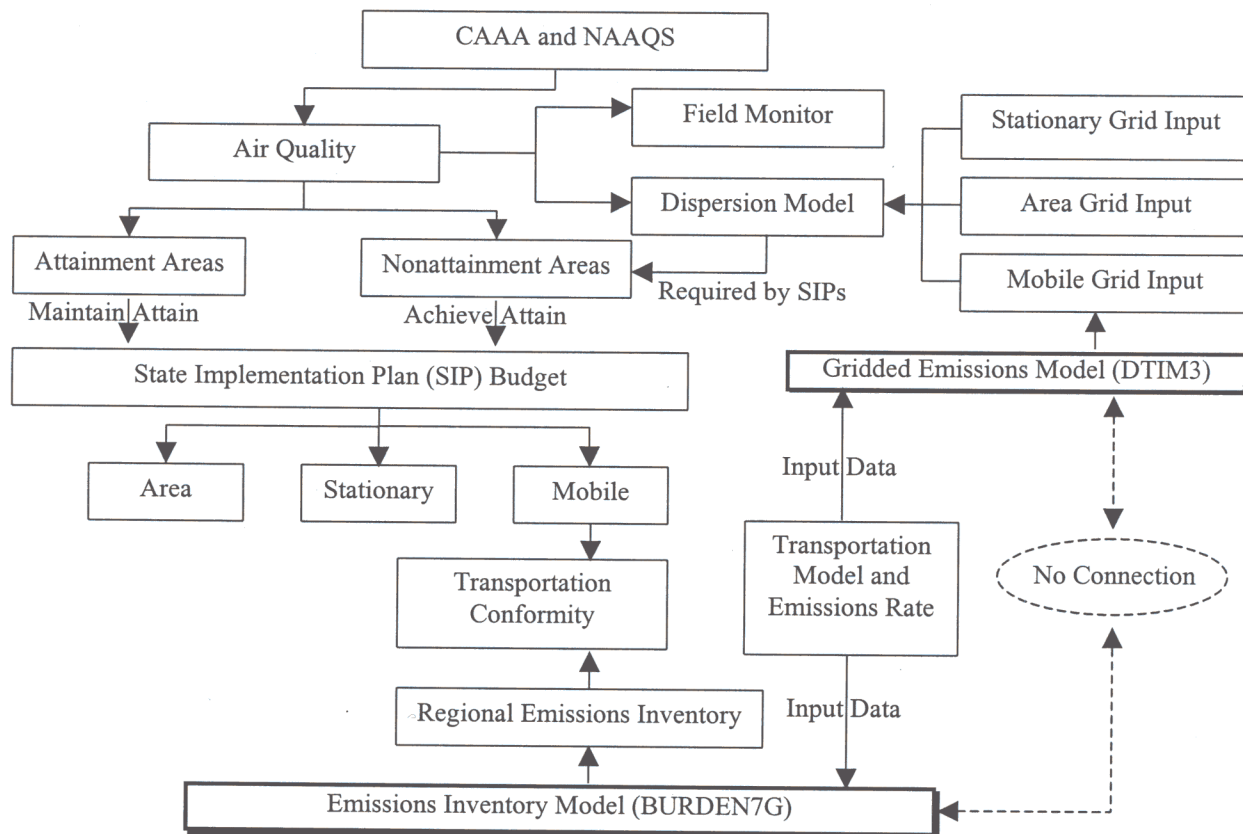 CAAA and NAAQS
Field Monitor
Stationary Grid Input
Air Quality
Dispersion Model
Area Grid Input
Attainment Areas
Nonattainment Areas
Mobile Grid Input
Required by SIPs
Maintain Attain
Achieve Attain
State Implementation Plan (SIP) Budget
Gridded Emissions Model (DTIM3)
Area
Stationary
Mobile
Input Data
Transportation
Model and
Emissions Rate
No Connection
Transportation
Conformity
Regional Emissions Inventory
Input Data
Emissions Inventory Model (BURDEN7G)